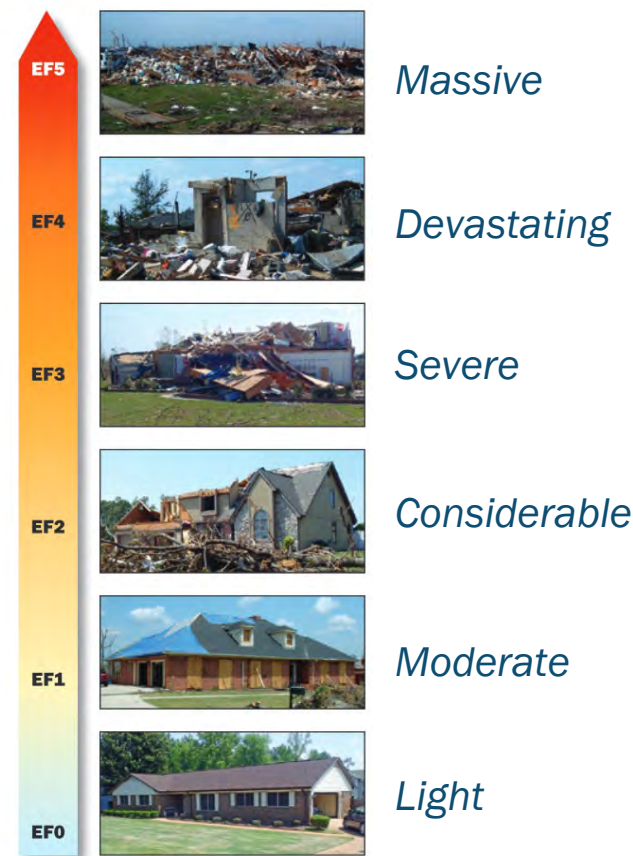 EF5
Massive
EF4
Devastating
EF3
Severe
EF2
Considerable
EF1
Moderate
EF0
Light